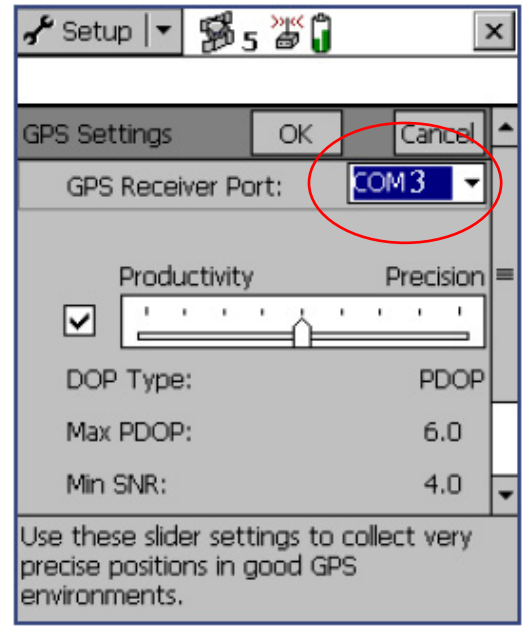 Setup 5
GPS Settings OK Cancel
GPS Receiver Port: COM3
Productivity Precision
DOP Type: PDOP
Max PDOP: 6.0
Min SNR: 4.0
Use these slider settings to collect very
precise positions in good GPS
environments.